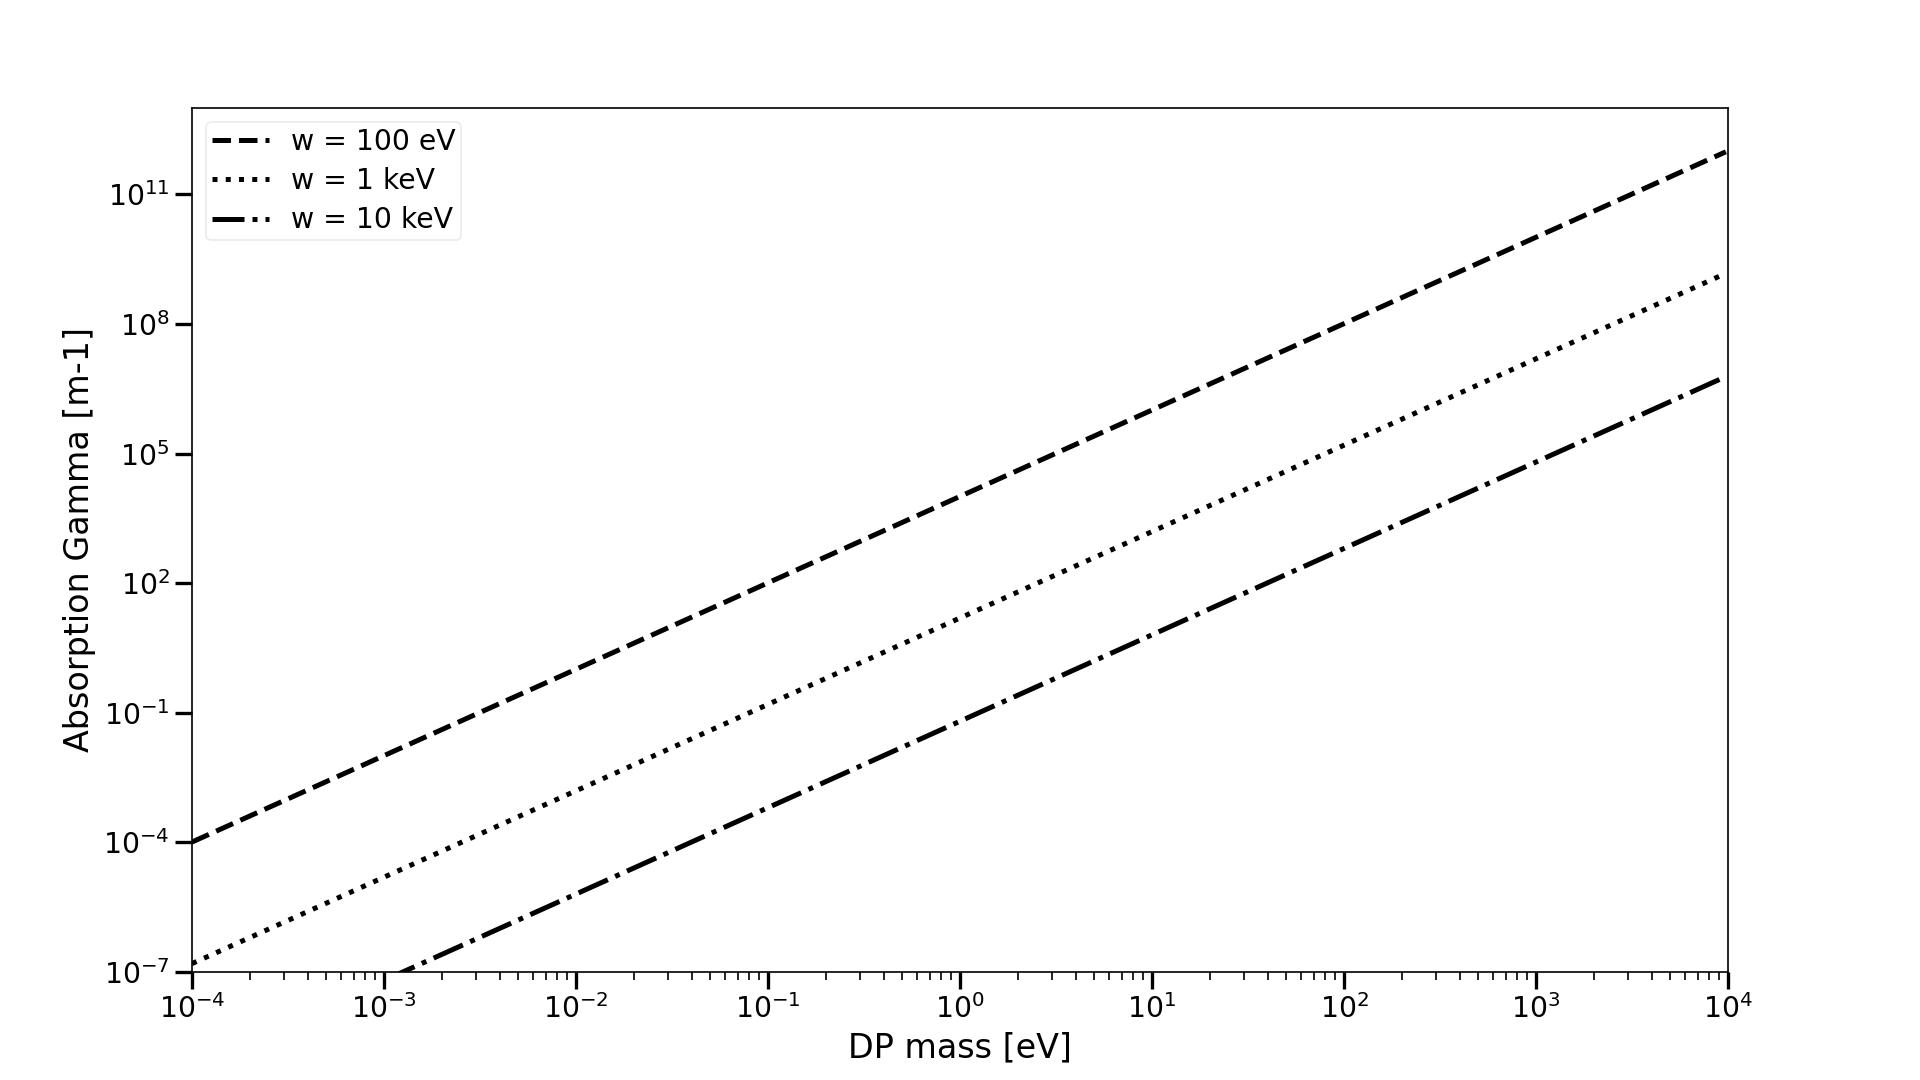 w = 100 eV
w = 1 keV
w = 10 keV
Absorption Gamma [m-1]
10¹¹
10⁸
10⁵
10²
10⁻¹
10⁻⁴
10⁻⁷
10⁻⁴ 10⁻³ 10⁻² 10⁻¹ 10⁰ 10¹ 10² 10³ 10⁴
DP mass [eV]